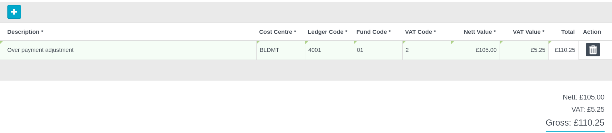 Description * Cost Centre * Ledger Code * Fund Code * VAT Code * Nett Value * VAT Value * Total Action
Over payment adjustment BLDMT 4001 01 2 £105.00 £5.25 £110.25
Nett: £105.00
VAT: £5.25
Gross: £110.25